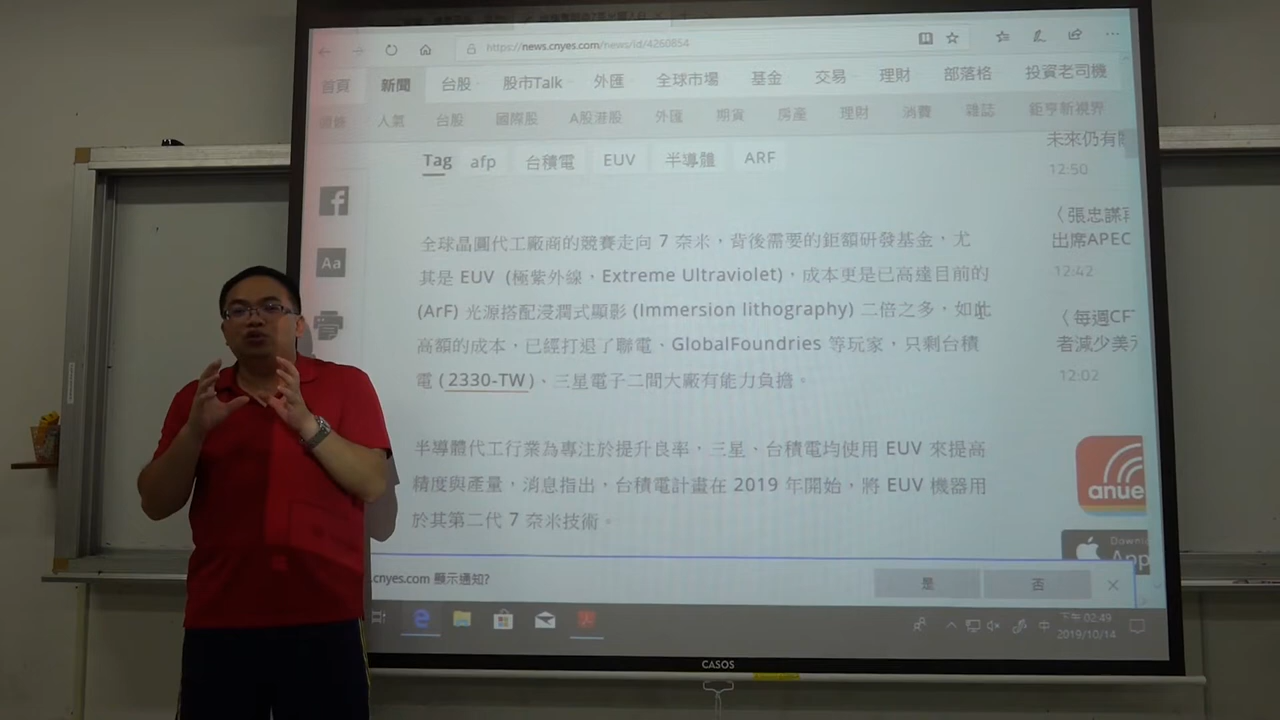 https://news.cnyes.com/news/id/4260854
首頁 新聞 台股 股市Talk 外匯 全球市場 基金 交易 理財 部落格 投資老司機
人氣 台股 國際股 A股港股 外匯 期貨 房產 理財 消費 雜誌 鉅亨新視界
Tag afp 台積電 EUV 半導體 ARF
全球晶圓代工廠商的競賽走向 7 奈米，背後需要的鉅額研發基金，尤
其是 EUV (極紫外線，Extreme Ultraviolet)，成本更是已高達目前的
(ArF) 光源搭配浸潤式顯影 (Immersion lithography) 二倍之多，如此
高額的成本，已經打退了聯電、GlobalFoundries 等玩家，只剩台積
電 (2330-TW)、三星電子二間大廠有能力負擔。
半導體代工行業為專注於提升良率，三星、台積電均使用 EUV 來提高
精度與產量，消息指出，台積電計畫在 2019 年開始，將 EUV 機器用
於其第二代 7 奈米技術。
未來仍有
12:50
〈張忠謀
出席APEC
12:42
〈每週CF
者減少美
12:02
Aa
anue
App
.cnyes.com 顯示通知?
是 否
中
下午 02:49
2019/10/14
CASOS